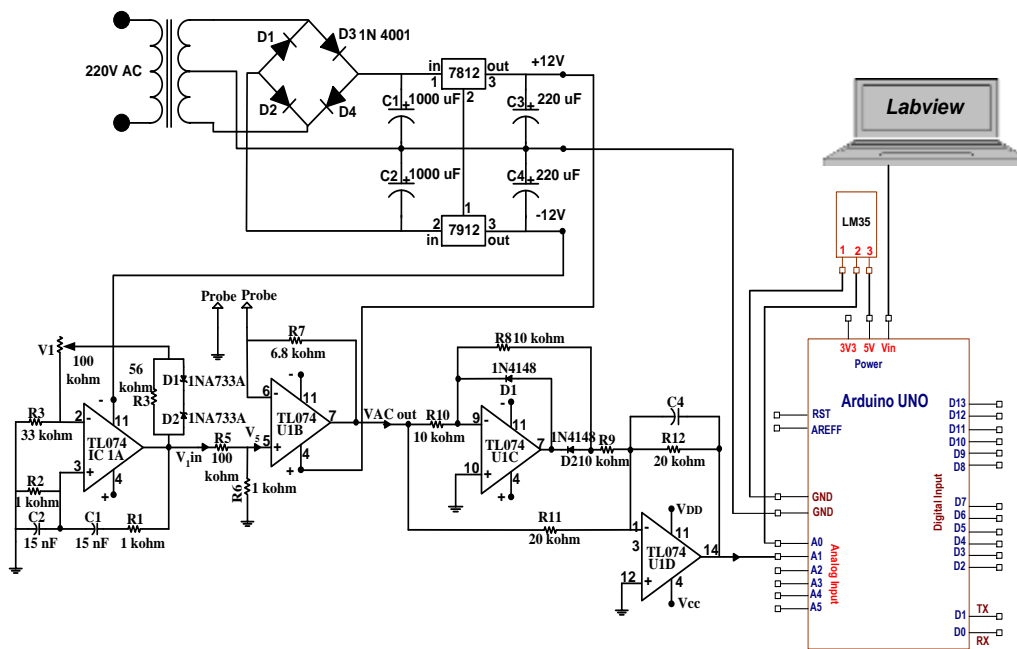 220V AC
D1
D3 1N 4001
D2
D4
in
1
7812
out
3
2
+12V
C1
1000 uF
+
C3
220 uF
+
C2
1000 uF
+
C4
220 uF
+
-12V
1
2
in
7912
3
out
Labview
LM35
1 2 3
3V3 5V Vin
Power
Arduino UNO
RST
AREFF
GND
GND
A0
A1
A2
A3
A4
A5
Analog Input
Digital Input
D13
D12
D11
D10
D9
D8
D7
D6
D5
D4
D3
D2
D1
TX
D0
RX
Probe Probe
V1
100
kohm
56
kohm
R3
D1
1NA733A
D2
1NA733A
R3
33 kohm
2
-
-
11
TL074
IC 1A
3
+
4
+
R2
1 kohm
C2
15 nF
C1
15 nF
R1
1 kohm
V1in
R5
100
kohm
V5
R6
1 kohm
R7
6.8 kohm
6
-
-
11
TL074
U1B
7
5
+
4
+
VAC out
R10
10 kohm
R8 10 kohm
1N4148
D1
9
-
-
11
TL074
U1C
7
10
+
4
+
1N4148
D2
R9
10 kohm
C4
R12
20 kohm
R11
20 kohm
1
-
VDD
11
3
TL074
U1D
14
12
+
4
Vcc